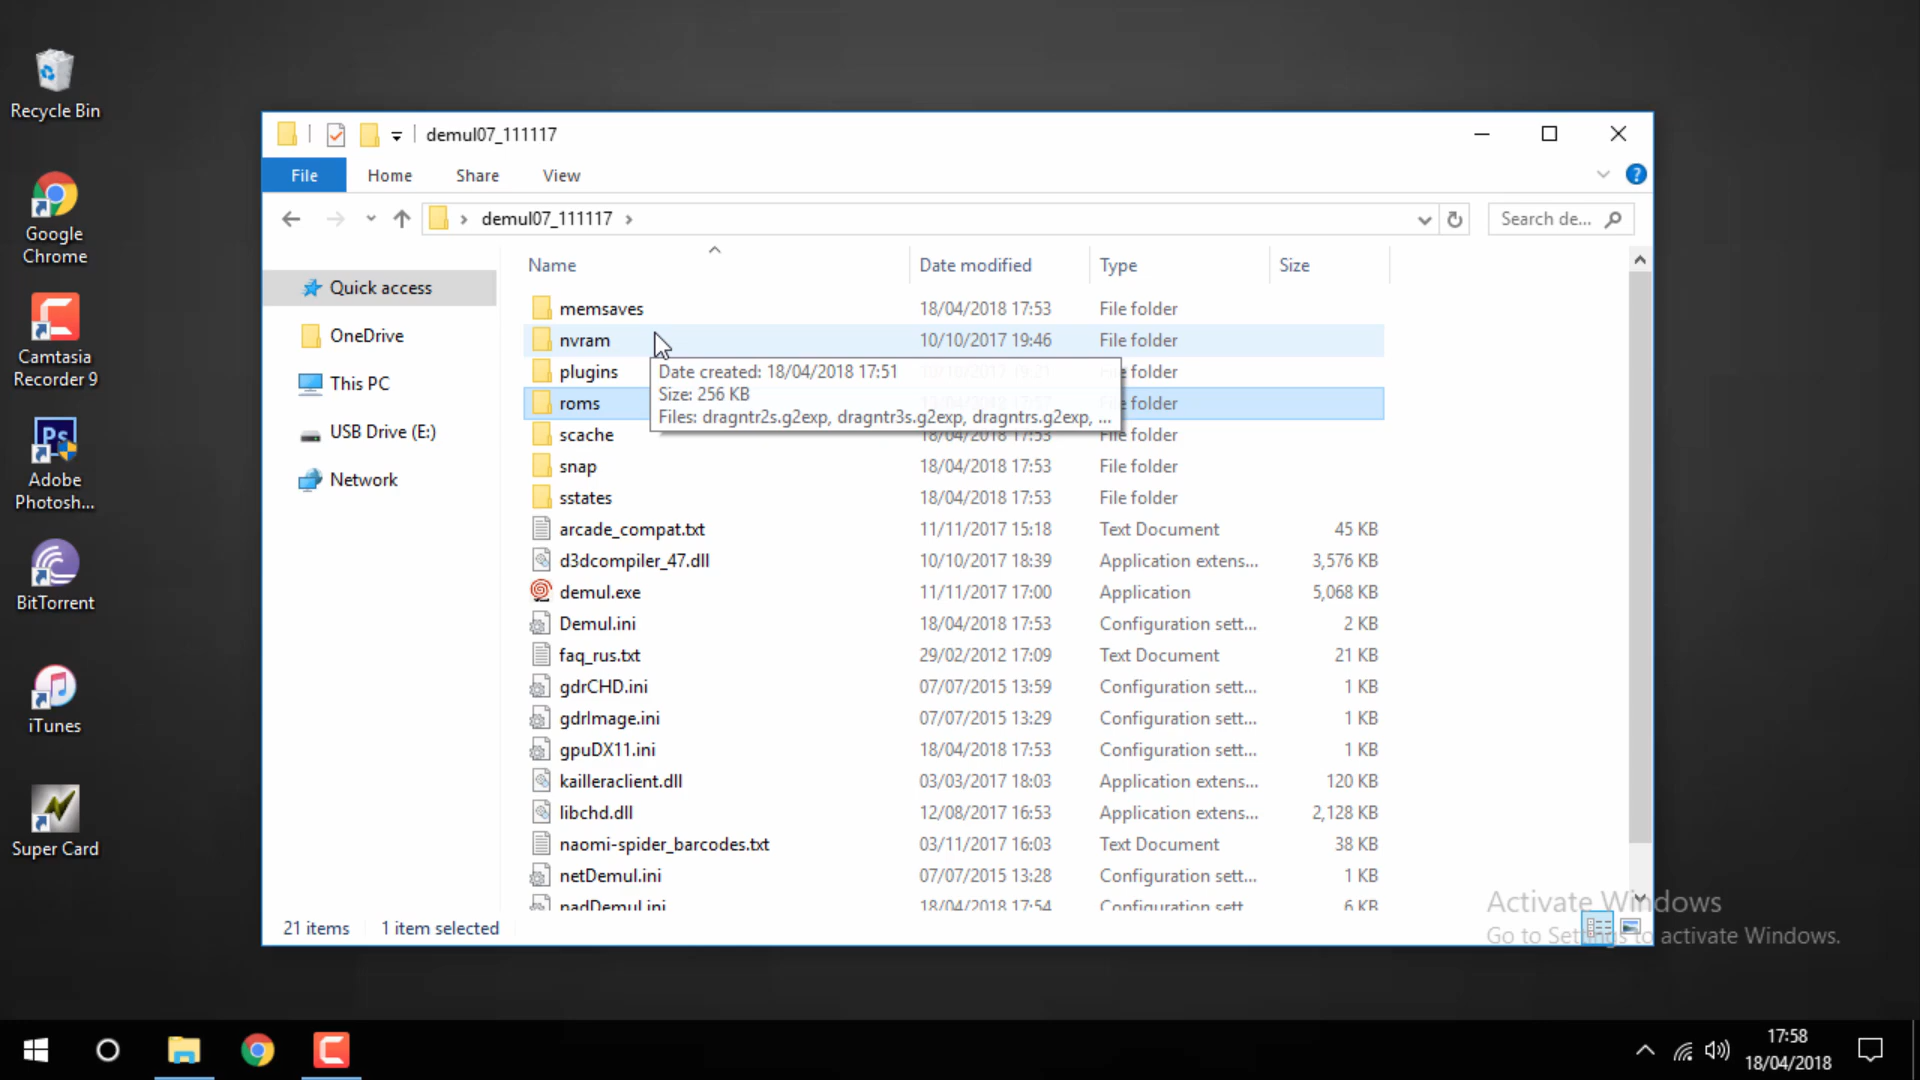 Recycle Bin
Google
Chrome
Camtasia
Recorder 9
Adobe
Photosh...
BitTorrent
iTunes
Super Card
demul07_111117
File Home Share View
demul07_111117
Search de...
Quick access
OneDrive
This PC
USB Drive (E:)
Network
Name Date modified Type Size
memsaves 18/04/2018 17:53 File folder
nvram 10/10/2017 19:46 File folder
plugins File folder
roms File folder
scache 18/04/2018 17:53 File folder
snap 18/04/2018 17:53 File folder
sstates 18/04/2018 17:53 File folder
arcade_compat.txt 11/11/2017 15:18 Text Document 45 KB
d3dcompiler_47.dll 10/10/2017 18:39 Application extens... 3,576 KB
demul.exe 11/11/2017 17:00 Application 5,068 KB
Demul.ini 18/04/2018 17:53 Configuration sett... 2 KB
faq_rus.txt 29/02/2012 17:09 Text Document 21 KB
gdrCHD.ini 07/07/2015 13:59 Configuration sett... 1 KB
gdrImage.ini 07/07/2015 13:29 Configuration sett... 1 KB
gpuDX11.ini 18/04/2018 17:53 Configuration sett... 1 KB
kailleraclient.dll 03/03/2017 18:03 Application extens... 120 KB
libchd.dll 12/08/2017 16:53 Application extens... 2,128 KB
naomi-spider_barcodes.txt 03/11/2017 16:03 Text Document 38 KB
netDemul.ini 07/07/2015 13:28 Configuration sett... 1 KB
padDemul.ini 18/04/2018 17:54 Configuration sett... 6 KB
Date created: 18/04/2018 17:51
Size: 256 KB
Files: dragntr2s.g2exp, dragntr3s.g2exp, dragntrs.g2exp, ...
21 items 1 item selected
Activate Windows
Go to Settings to activate Windows.
17:58
18/04/2018